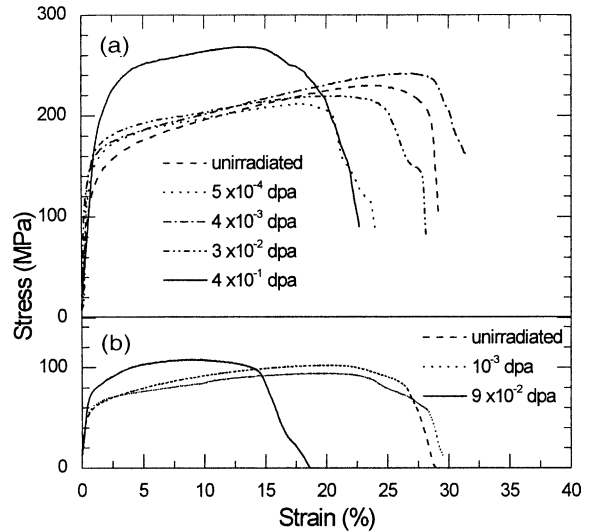 300
(a)
200
unirradiated
5 x10⁻⁴ dpa
4 x10⁻³ dpa
3 x10⁻² dpa
4 x10⁻¹ dpa
100
0
Stress (MPa)
(b)
unirradiated
10⁻³ dpa
9 x10⁻² dpa
100
0
0 5 10 15 20 25 30 35 40
Strain (%)